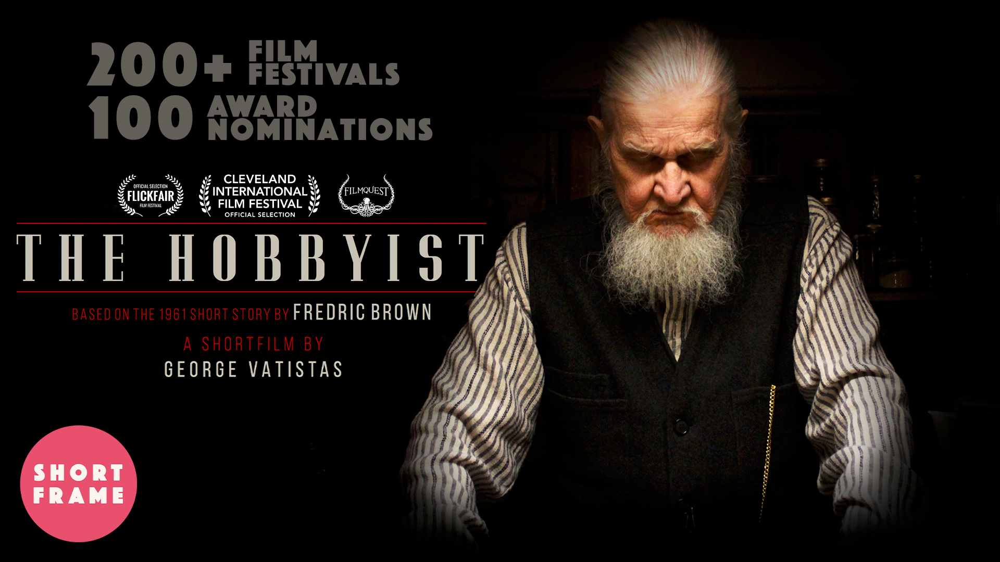 200+ FILM
FESTIVALS
100 AWARD
NOMINATIONS
OFFICIAL SELECTION
FLICKFAIR
FILM FESTIVAL
CLEVELAND
INTERNATIONAL
FILM FESTIVAL
OFFICIAL SELECTION
FILMQUEST
THE HOBBYIST
BASED ON THE 1961 SHORT STORY BY FREDRIC BROWN
A SHORTFILM BY
GEORGE VATISTAS
SHORT
FRAME